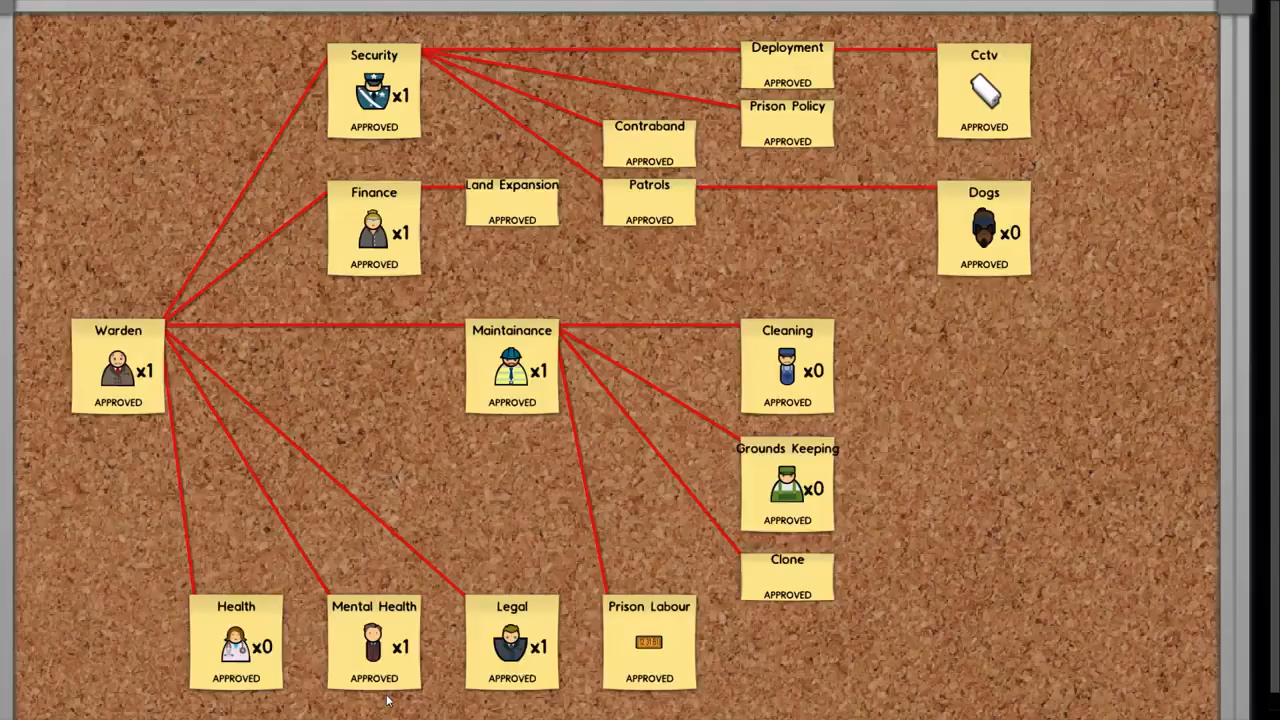 Security
x1
APPROVED
Deployment
APPROVED
Cctv
APPROVED
Prison Policy
APPROVED
Contraband
APPROVED
Finance
x1
APPROVED
Land Expansion
APPROVED
Patrols
APPROVED
Dogs
x0
APPROVED
Warden
x1
APPROVED
Maintainance
x1
APPROVED
Cleaning
x0
APPROVED
Grounds Keeping
x0
APPROVED
Clone
APPROVED
Health
x0
APPROVED
Mental Health
x1
APPROVED
Legal
x1
APPROVED
Prison Labour
APPROVED